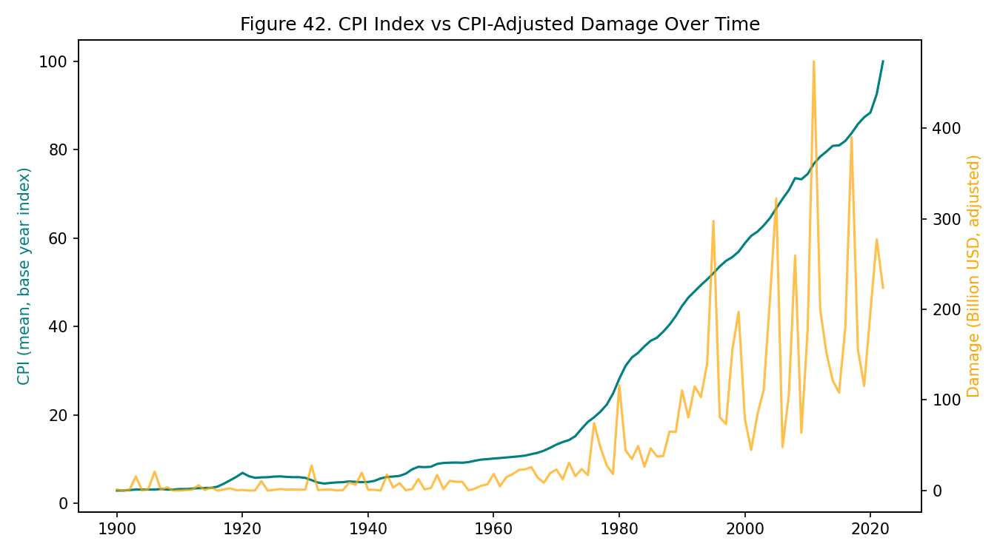 Figure 42. CPI Index vs CPI-Adjusted Damage Over Time
CPI (mean, base year index)
100
80
60
40
20
0
400
300
200
100
0
Damage (Billion USD, adjusted)
1900 1920 1940 1960 1980 2000 2020